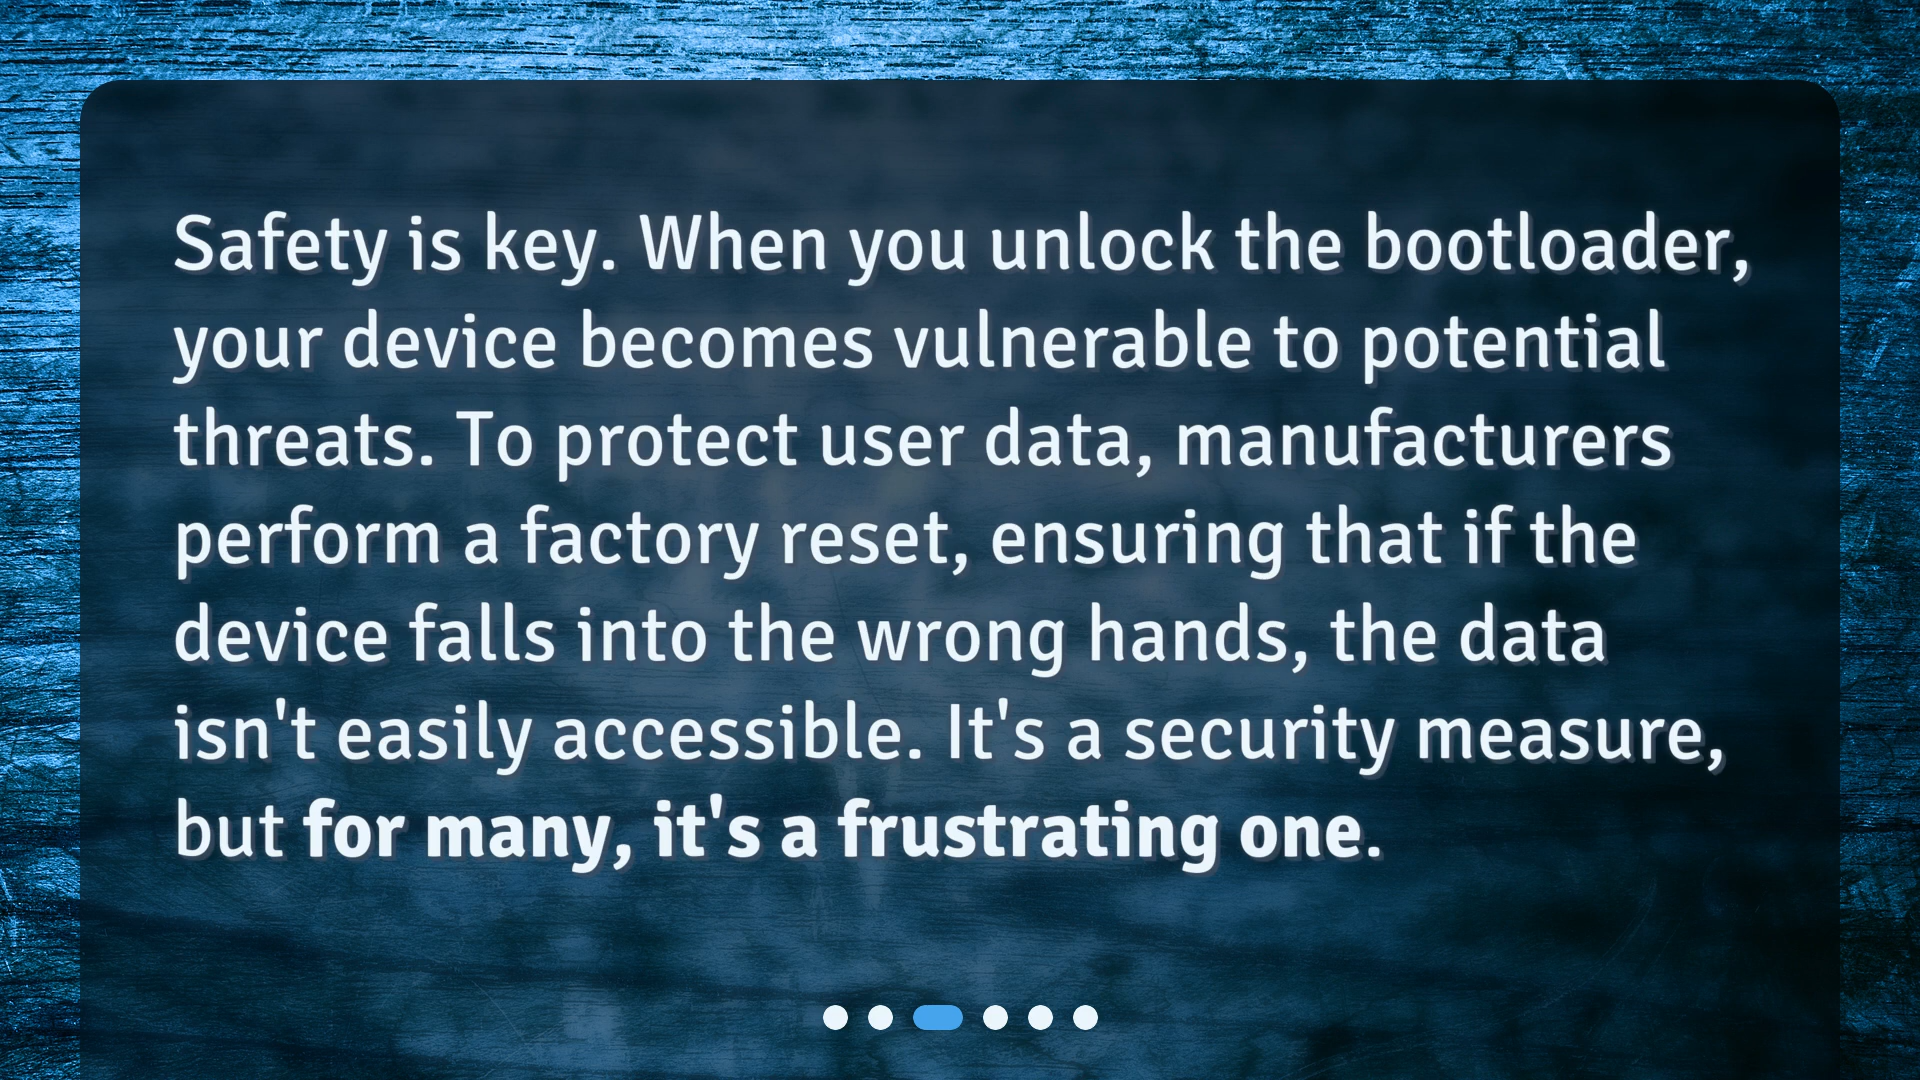 Safety is key. When you unlock the bootloader,
your device becomes vulnerable to potential
threats. To protect user data, manufacturers
perform a factory reset, ensuring that if the
device falls into the wrong hands, the data
isn't easily accessible. It's a security measure,
but for many, it's a frustrating one.